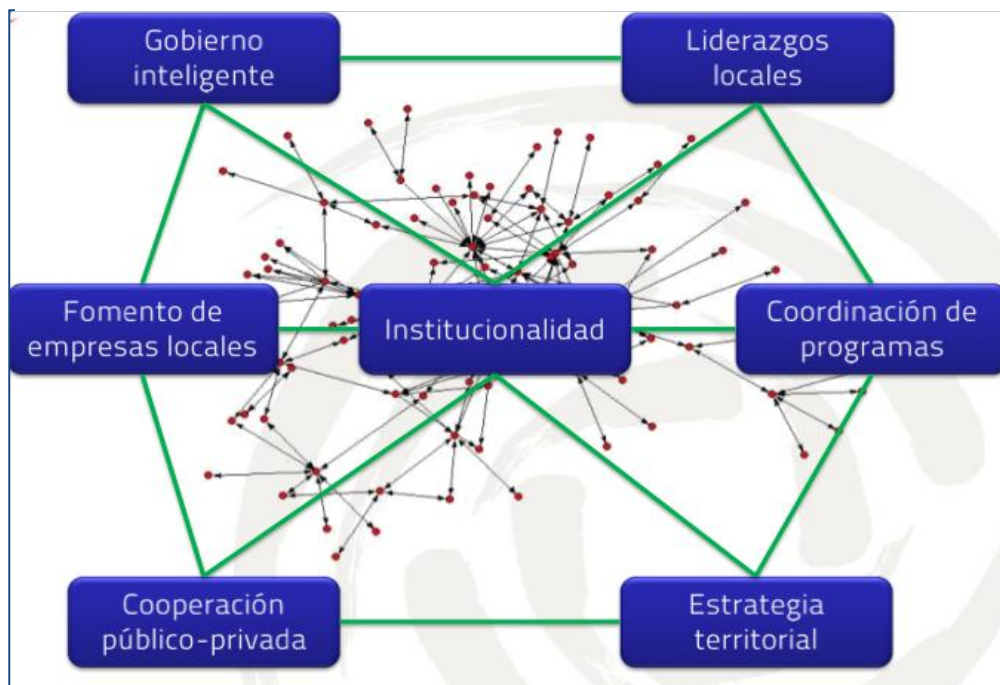 Gobierno
inteligente
Liderazgos
locales
Fomento de
empresas locales
Institucionalidad
Coordinación de
programas
Cooperación
público-privada
Estrategia
territorial